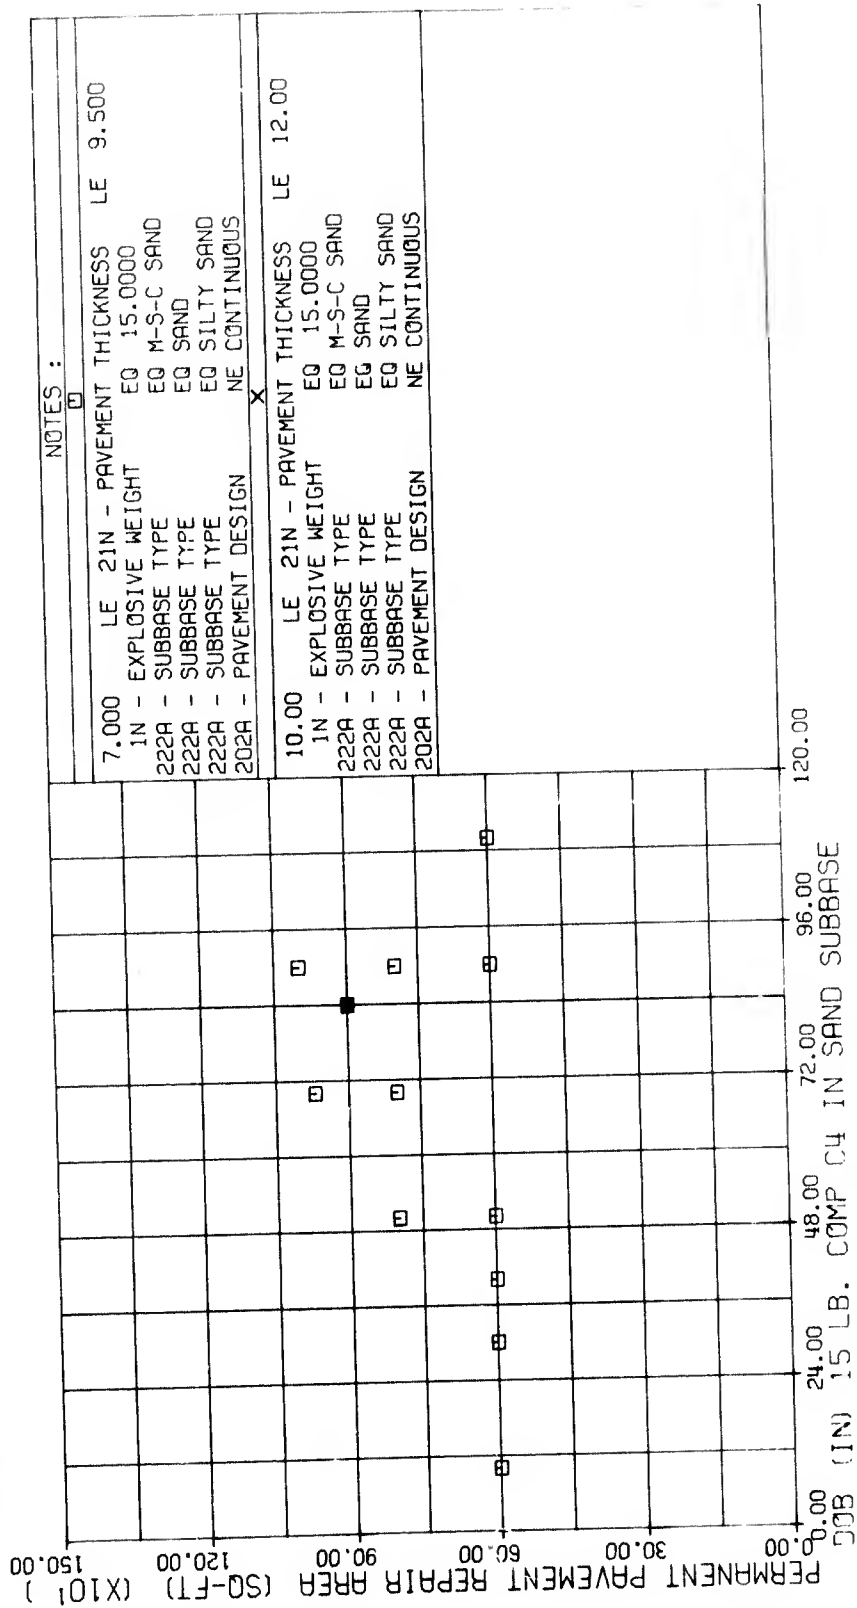 NOTES :
7.000 LE 21N - PAVEMENT THICKNESS LE 9.500
1N - EXPLOSIVE WEIGHT EQ 15.0000
222A - SUBBASE TYPE EQ M-S-C SAND
222A - SUBBASE TYPE EQ SAND
222A - SUBBASE TYPE EQ SILTY SAND
202A - PAVEMENT DESIGN NE CONTINUOUS
X
10.00 LE 21N - PAVEMENT THICKNESS LE 12.00
1N - EXPLOSIVE WEIGHT EQ 15.0000
222A - SUBBASE TYPE EQ M-S-C SAND
222A - SUBBASE TYPE EQ SAND
222A - SUBBASE TYPE EQ SILTY SAND
202A - PAVEMENT DESIGN NE CONTINUOUS
PERMANENT PAVEMENT REPAIR AREA (SQ-FT) (X10¹ )
150.00
120.00
90.00
60.00
30.00
0.00
0.00 24.00 48.00 72.00 96.00 120.00
DOB (IN) 15 LB. COMP C4 IN SAND SUBBASE